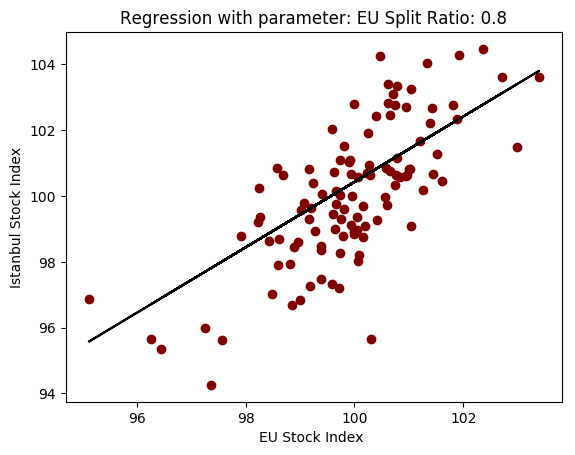 Regression with parameter: EU Split Ratio: 0.8
104
102
100
98
96
94
Istanbul Stock Index
96 98 100 102
EU Stock Index